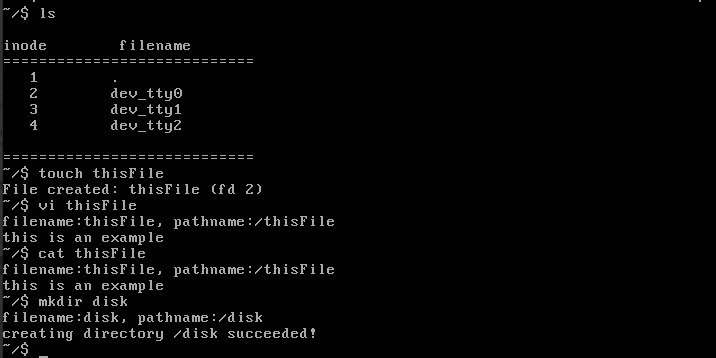 ~/$ ls
inode        filename
============================
1        .
2        dev_tty0
3        dev_tty1
4        dev_tty2
============================
~/$ touch thisFile
File created: thisFile (fd 2)
~/$ vi thisFile
filename:thisFile, pathname:/thisFile
this is an example
~/$ cat thisFile
filename:thisFile, pathname:/thisFile
this is an example
~/$ mkdir disk
filename:disk, pathname:/disk
creating directory /disk succeeded!
~/$